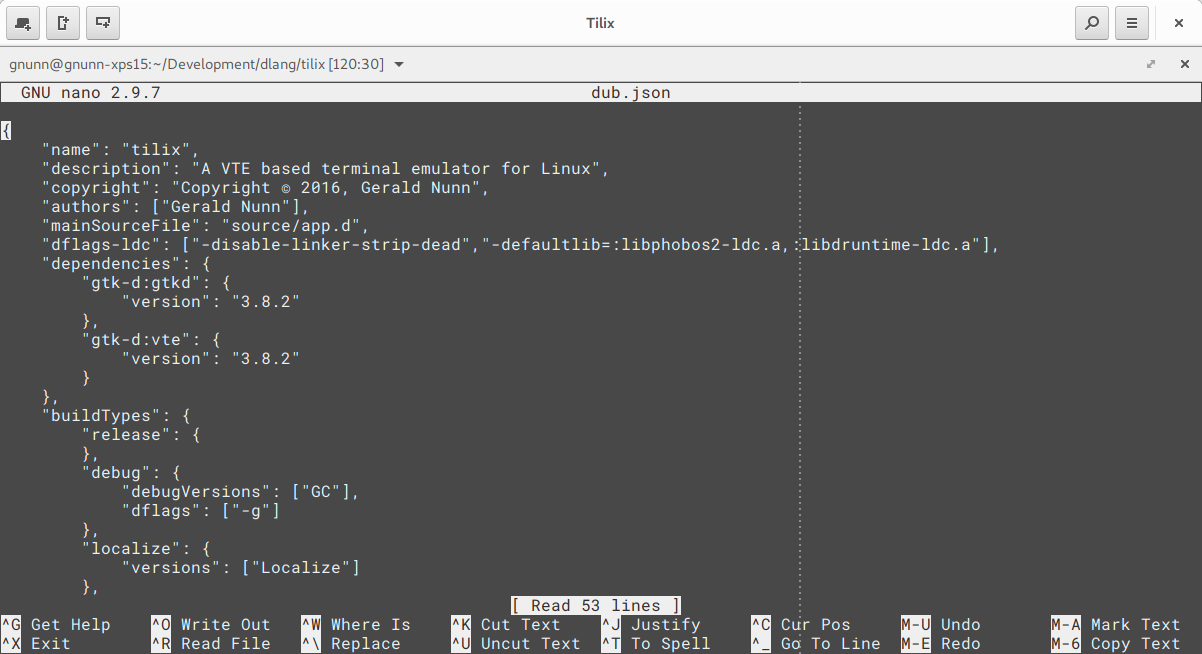 Tilix
gnunn@gnunn-xps15:~/Development/dlang/tilix [120:30]
GNU nano 2.9.7 dub.json
{
    "name": "tilix",
    "description": "A VTE based terminal emulator for Linux",
    "copyright": "Copyright © 2016, Gerald Nunn",
    "authors": ["Gerald Nunn"],
    "mainSourceFile": "source/app.d",
    "dflags-ldc": ["-disable-linker-strip-dead","-defaultlib=:libphobos2-ldc.a,:libdruntime-ldc.a"],
    "dependencies": {
        "gtk-d:gtkd": {
            "version": "3.8.2"
        },
        "gtk-d:vte": {
            "version": "3.8.2"
        }
    },
    "buildTypes": {
        "release": {
        },
        "debug": {
            "debugVersions": ["GC"],
            "dflags": ["-g"]
        },
        "localize": {
            "versions": ["Localize"]
        },
[ Read 53 lines ]
^G Get Help ^O Write Out ^W Where Is ^K Cut Text ^J Justify ^C Cur Pos M-U Undo M-A Mark Text
^X Exit ^R Read File ^\ Replace ^U Uncut Text ^T To Spell ^_ Go To Line M-E Redo M-6 Copy Text